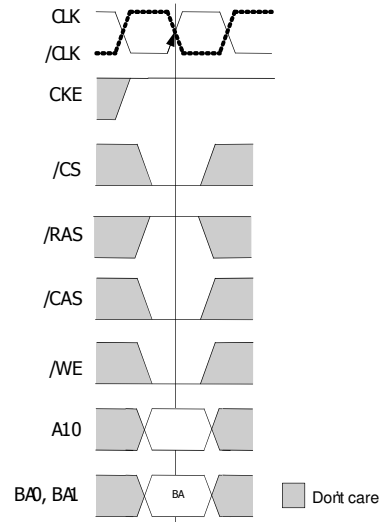 CLK
/CLK
CKE
/CS
/RAS
/CAS
/WE
A10
BA0, BA1
BA
Don't care